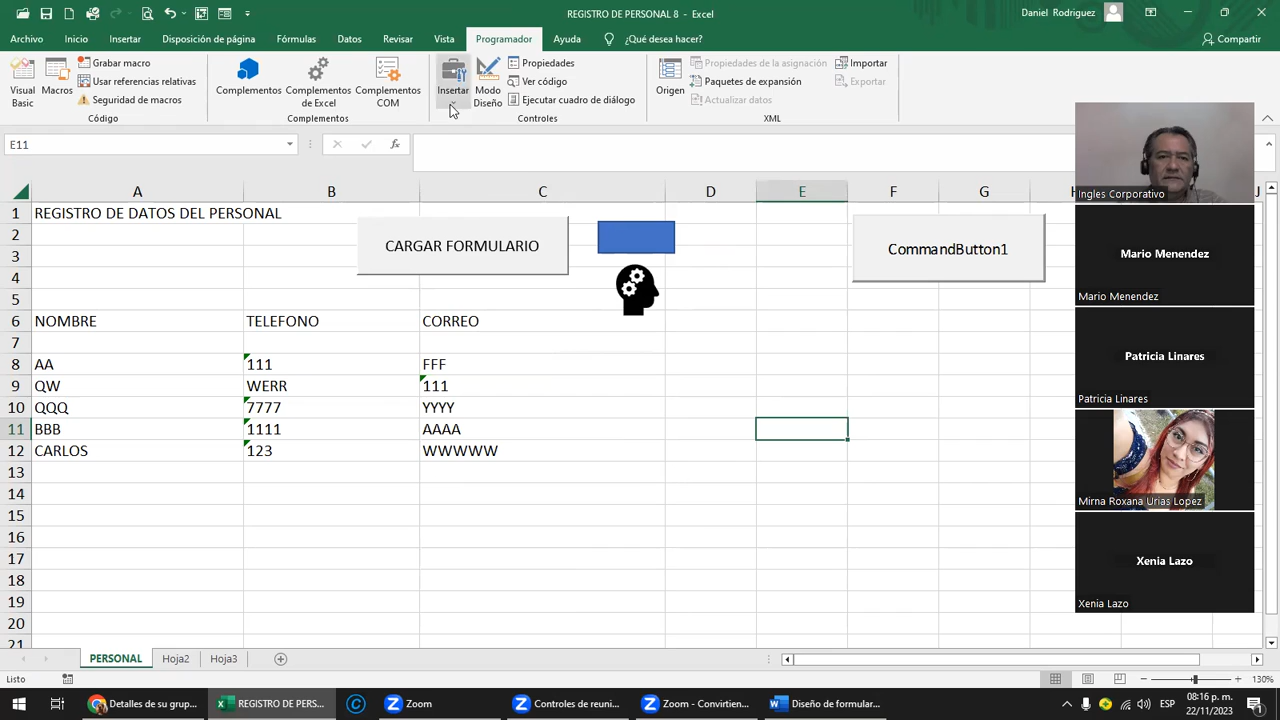 REGISTRO DE PERSONAL 8 - Excel
Daniel Rodriguez
Archivo Inicio Insertar Disposición de página Fórmulas Datos Revisar Vista Programador Ayuda ¿Qué desea hacer? Compartir
Visual Basic
Macros
Grabar macro
Usar referencias relativas
Seguridad de macros
Código
Complementos
Complementos de Excel
Complementos COM
Complementos
Insertar
Modo Diseño
Propiedades
Ver código
Ejecutar cuadro de diálogo
Controles
Origen
Propiedades de la asignación
Paquetes de expansión
Actualizar datos
Importar
Exportar
XML
E11
fx
A B C D E F G H J
1 REGISTRO DE DATOS DEL PERSONAL
CARGAR FORMULARIO
CommandButton1
2
3
4
5
6 NOMBRE TELEFONO CORREO
7
8 AA 111 FFF
9 QW WERR 111
10 QQQ 7777 YYYY
11 BBB 1111 AAAA
12 CARLOS 123 WWWWW
13
14
15
16
17
18
19
20
21
Ingles Corporativo
Mario Menendez
Mario Menendez
Patricia Linares
Patricia Linares
Mirna Roxana Urias Lopez
Xenia Lazo
Xenia Lazo
PERSONAL Hoja2 Hoja3
Listo
130%
Detalles de su grup...
REGISTRO DE PERS...
Zoom
Controles de reuni...
Zoom - Convirtien...
Diseño de formular...
ESP
08:16 p. m.
22/11/2023
1